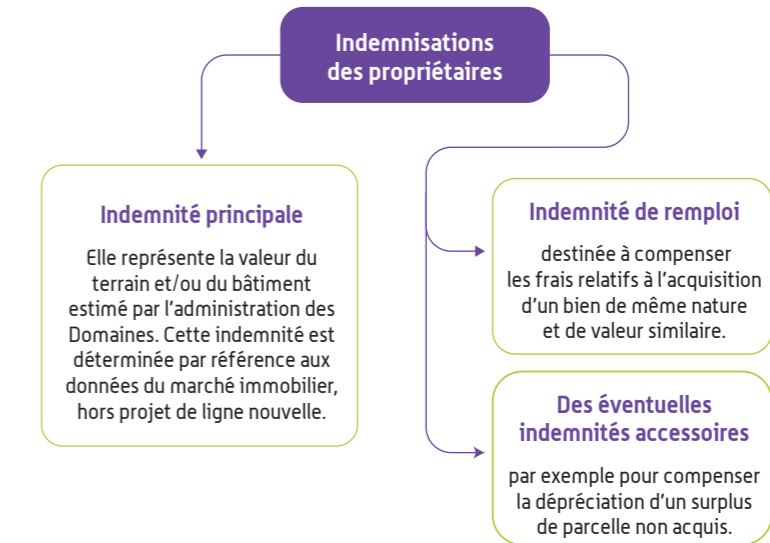 Indemnisations
des propriétaires
Indemnité principale
Elle représente la valeur du
terrain et/ou du bâtiment
estimé par l'administration des
Domaines. Cette indemnité est
déterminée par référence aux
données du marché immobilier,
hors projet de ligne nouvelle.
Indemnité de remploi
destinée à compenser
les frais relatifs à l'acquisition
d'un bien de même nature
et de valeur similaire.
Des éventuelles
indemnités accessoires
par exemple pour compenser
la dépréciation d'un surplus
de parcelle non acquis.